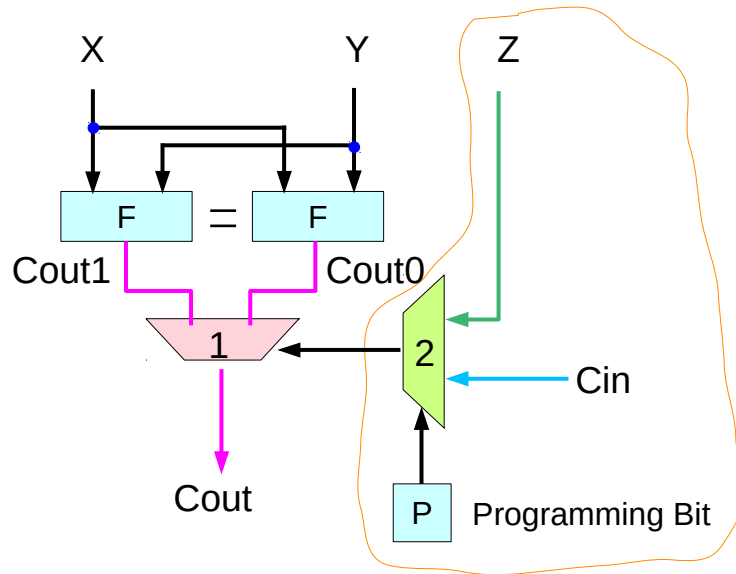 X Y Z
F = F
Cout1 Cout0
1 2
Cin
Cout
P Programming Bit